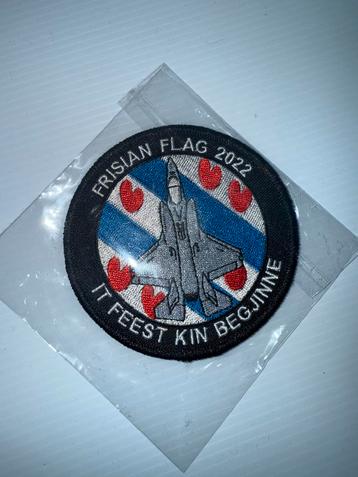 FRISIAN FLAG 2022
IT FEEST KIN BEGJINNE